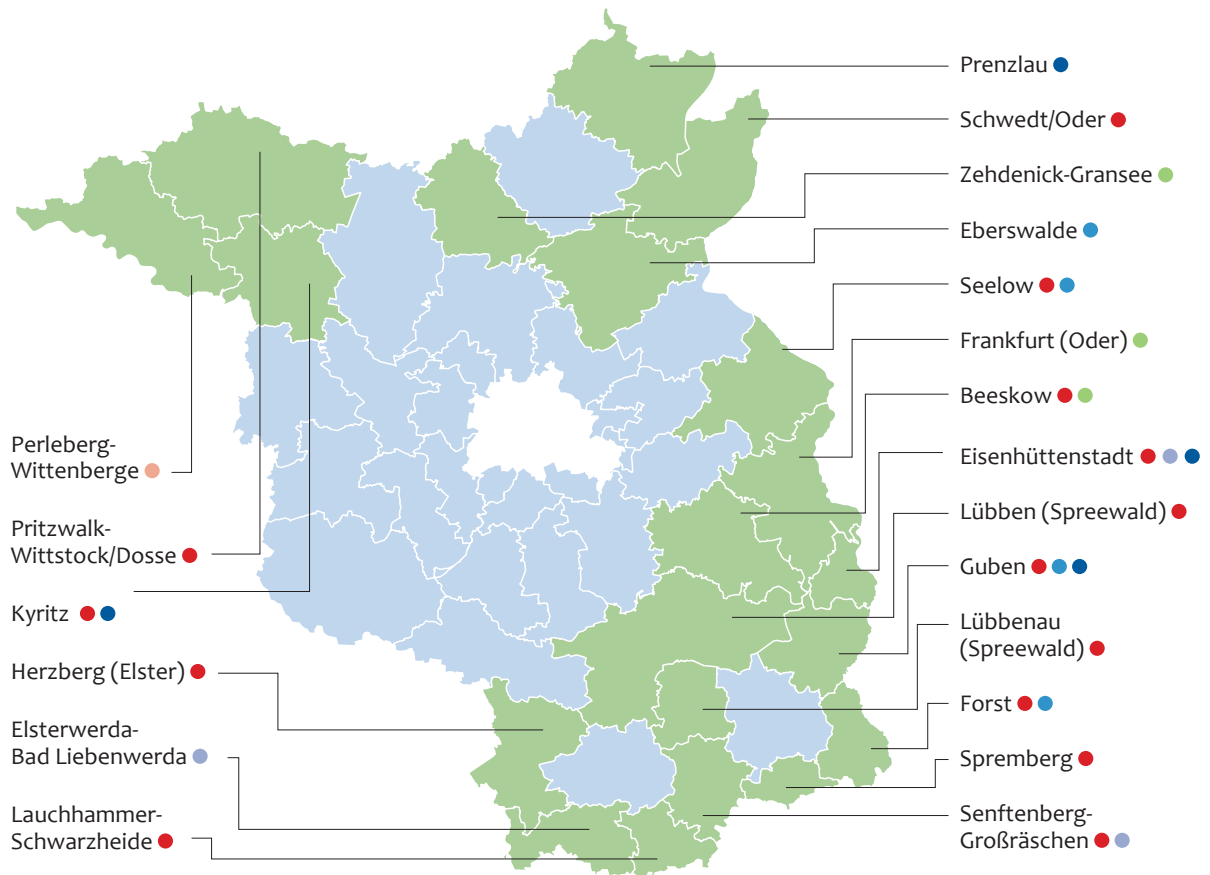 Prenzlau
Schwedt/Oder
Zehdenick-Gransee
Eberswalde
Seelow
Frankfurt (Oder)
Beeskow
Eisenhüttenstadt
Lübben (Spreewald)
Guben
Lübbenau
(Spreewald)
Forst
Spremberg
Senftenberg-
Großräschen
Perleberg-
Wittenberge
Pritzwalk-
Wittstock/Dosse
Kyritz
Herzberg (Elster)
Elsterwerda-
Bad Liebenwerda
Lauchhammer-
Schwarzheide